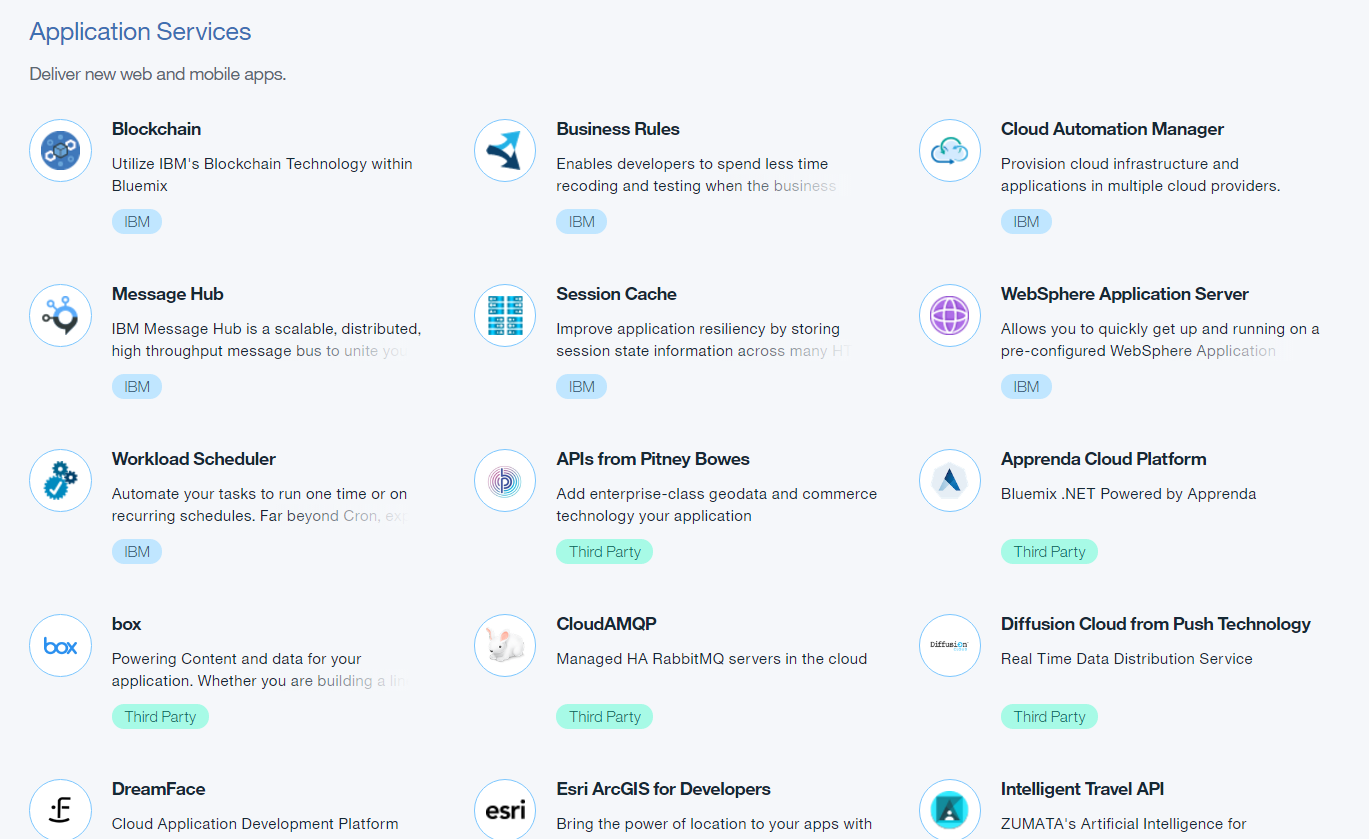 Application Services
Deliver new web and mobile apps.
Blockchain
Utilize IBM's Blockchain Technology within
Bluemix
IBM
Business Rules
Enables developers to spend less time
recoding and testing when the business
IBM
Cloud Automation Manager
Provision cloud infrastructure and
applications in multiple cloud providers.
IBM
Message Hub
IBM Message Hub is a scalable, distributed,
high throughput message bus to unite you
IBM
Session Cache
Improve application resiliency by storing
session state information across many HT
IBM
WebSphere Application Server
Allows you to quickly get up and running on a
pre-configured WebSphere Application
IBM
Workload Scheduler
Automate your tasks to run one time or on
recurring schedules. Far beyond Cron,
IBM
APIs from Pitney Bowes
Add enterprise-class geodata and commerce
technology your application
Third Party
Apprenda Cloud Platform
Bluemix .NET Powered by Apprenda
Third Party
box
box
Powering Content and data for your
application. Whether you are building a
Third Party
CloudAMQP
Managed HA RabbitMQ servers in the cloud
Third Party
Diffusion
Diffusion Cloud from Push Technology
Real Time Data Distribution Service
Third Party
:F
DreamFace
Cloud Application Development Platform
esri
Esri ArcGIS for Developers
Bring the power of location to your apps with
Intelligent Travel API
ZUMATA's Artificial Intelligence for